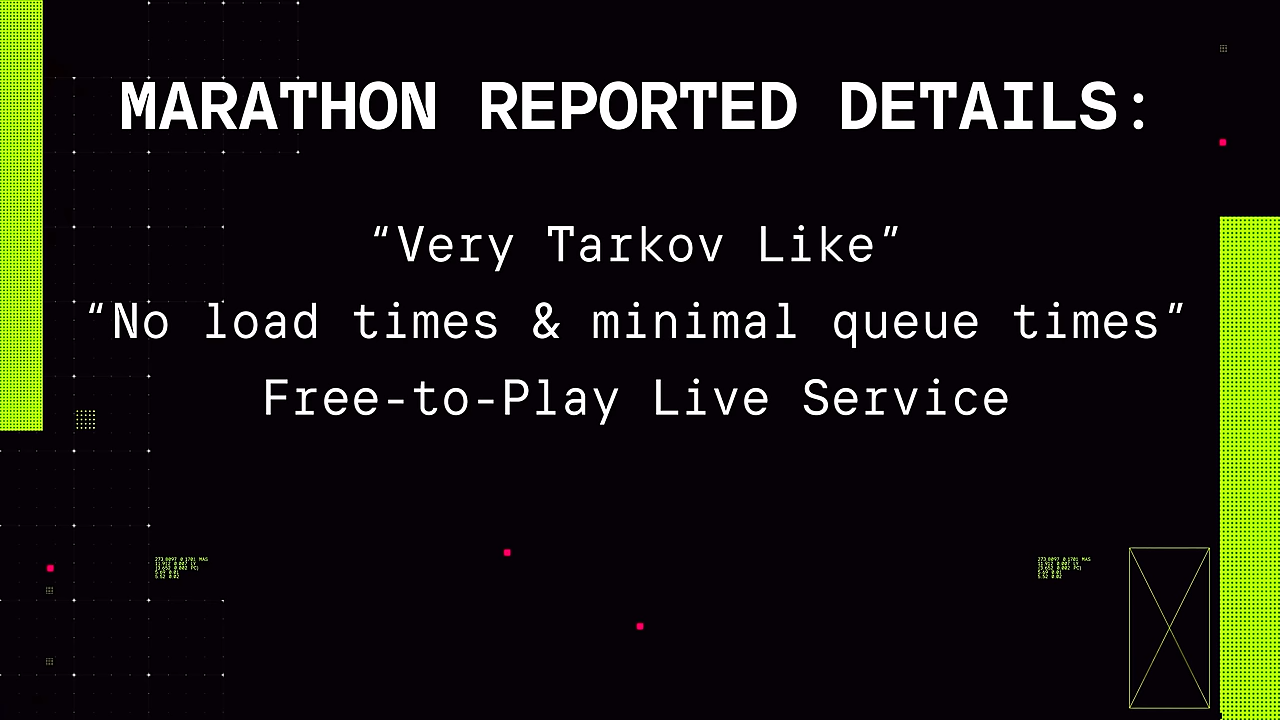 MARATHON REPORTED DETAILS:
“Very Tarkov Like”
“No load times & minimal queue times”
Free-to-Play Live Service